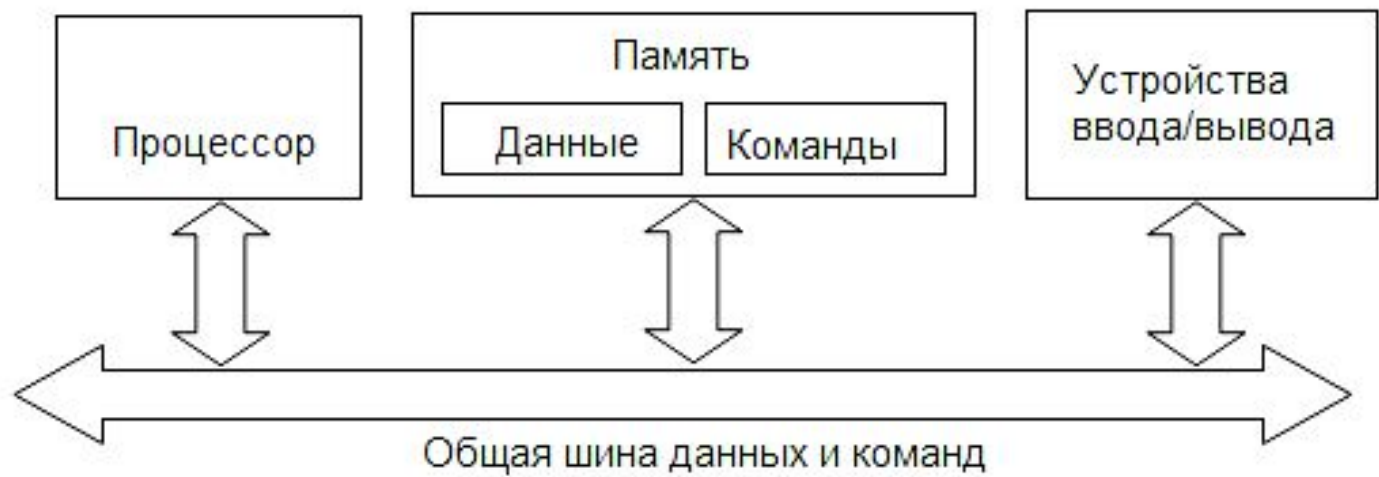 Процессор
Память
Данные
Команды
Устройства
ввода/вывода
Общая шина данных и команд